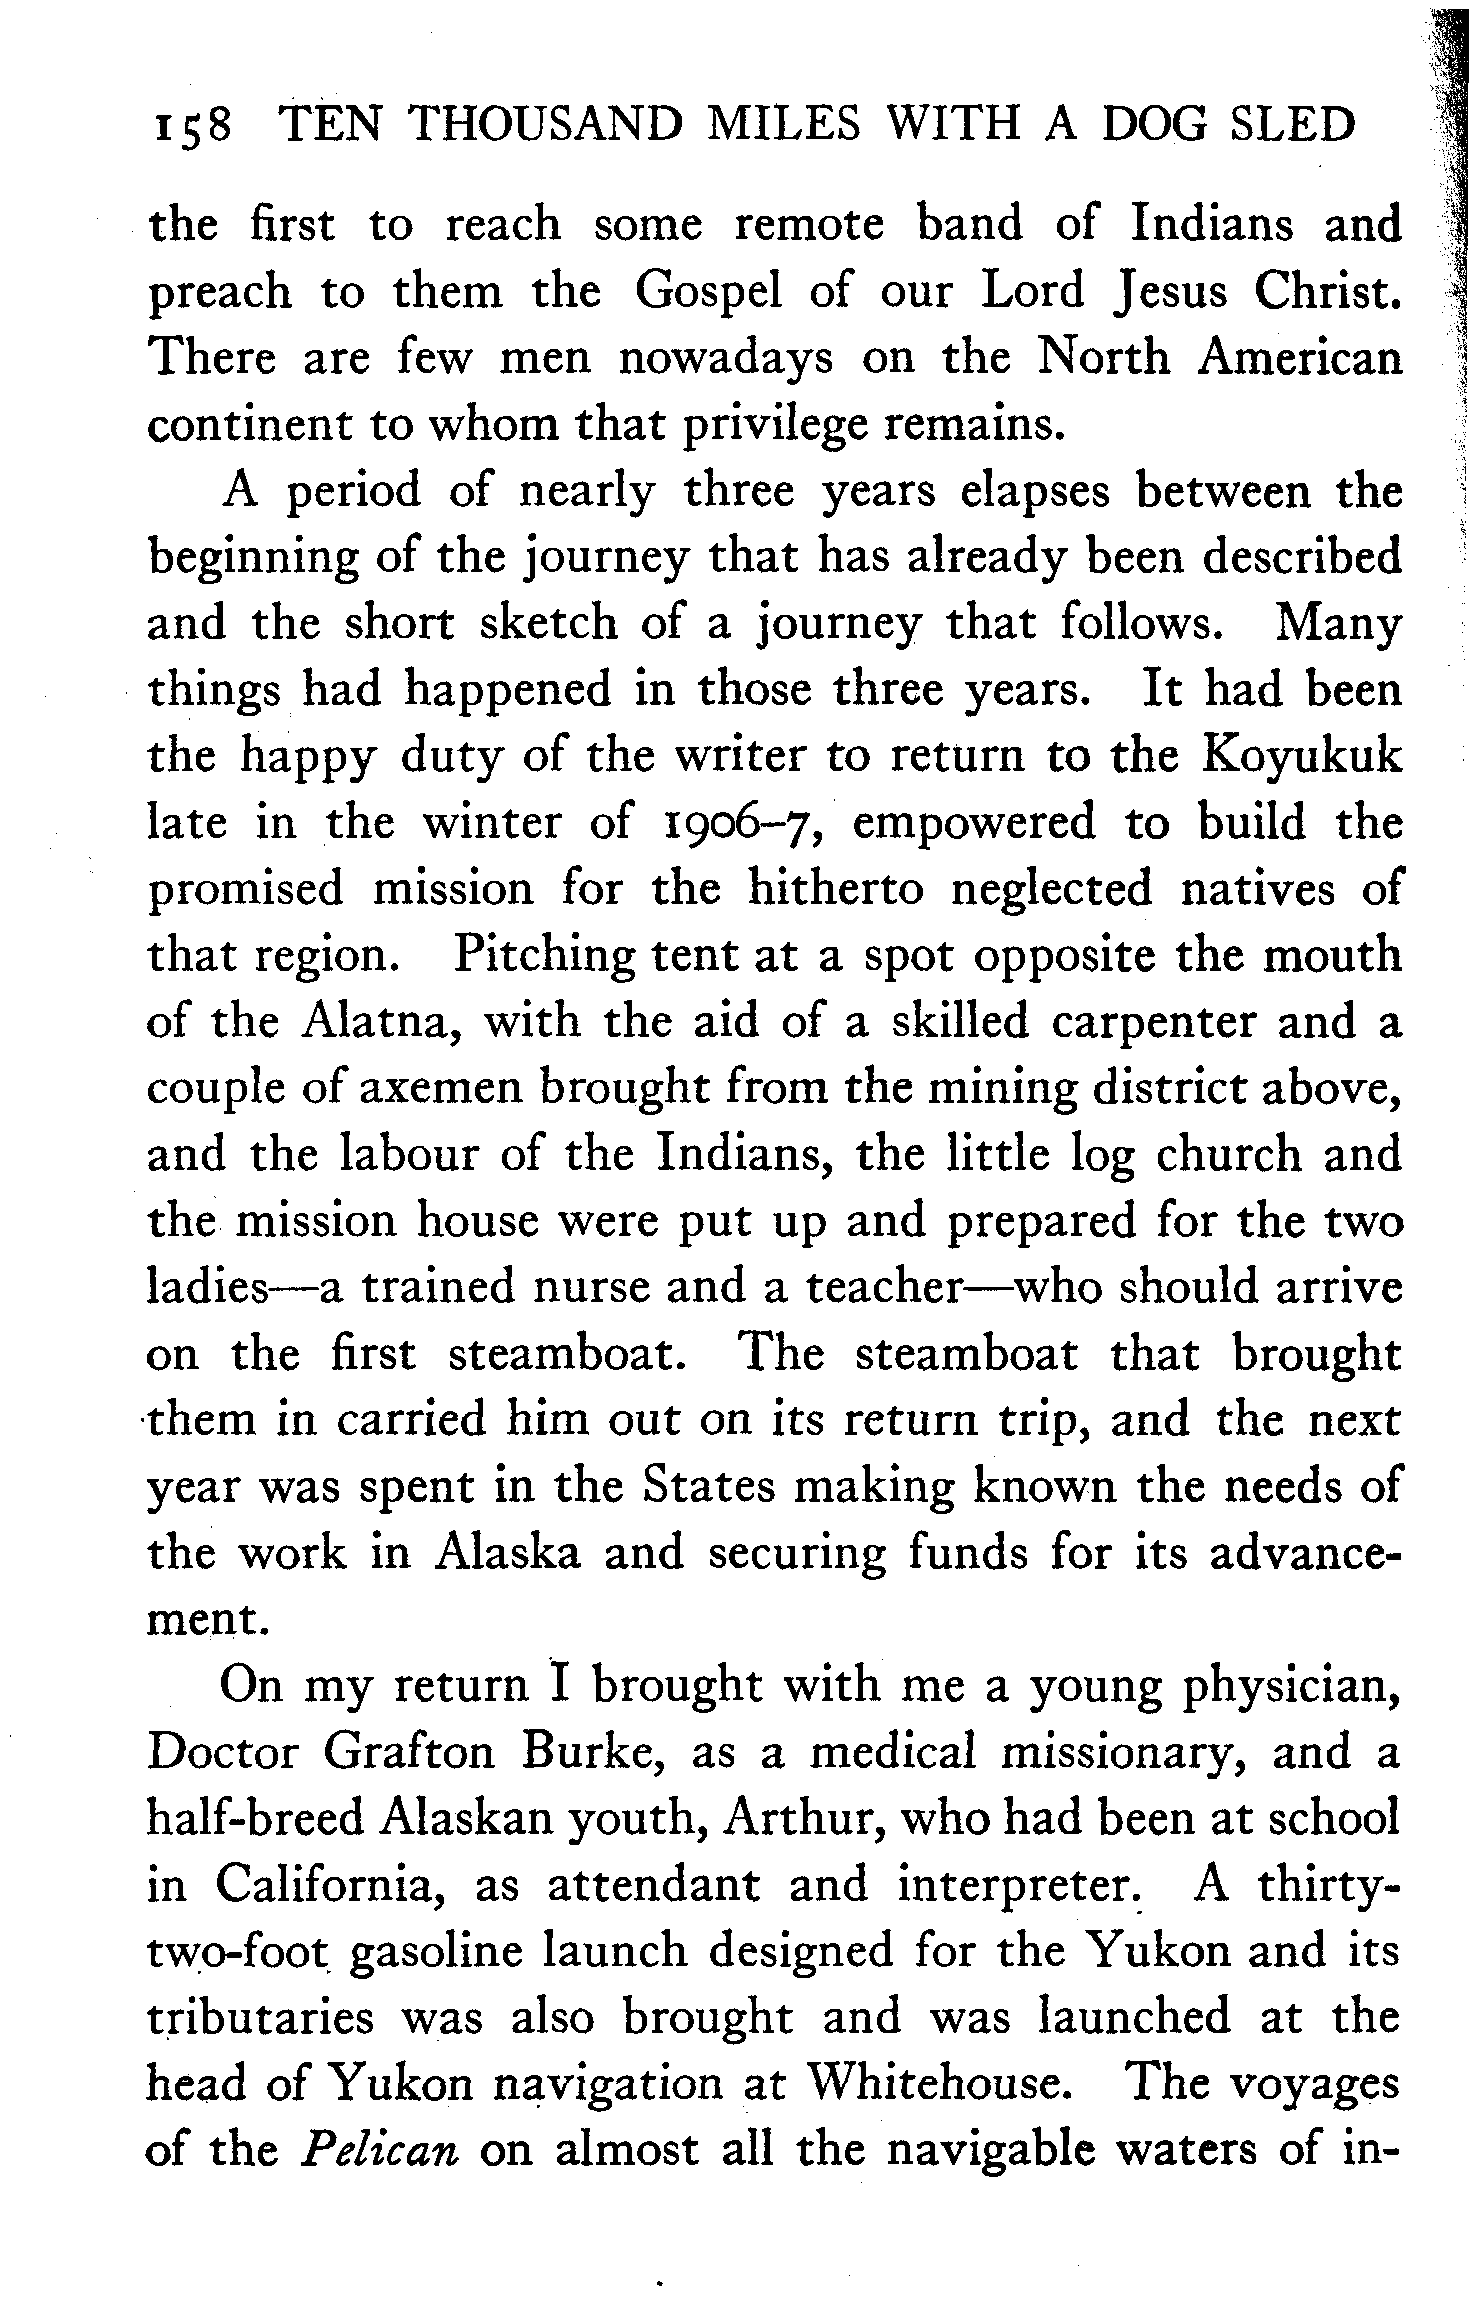 158 TEN THOUSAND MILES WITH A DOG SLED
the first to reach some remote band of Indians and
preach to them the Gospel of our Lord Jesus Christ.
There are few men nowadays on the North American
continent to whom that privilege remains.
A period of nearly three years elapses between the
beginning of the journey that has already been described
and the short sketch of a journey that follows. Many
things had happened in those three years. It had been
the happy duty of the writer to return to the Koyukuk
late in the winter of 1906–7, empowered to build the
promised mission for the hitherto neglected natives of
that region. Pitching tent at a spot opposite the mouth
of the Alatna, with the aid of a skilled carpenter and a
couple of axemen brought from the mining district above,
and the labour of the Indians, the little log church and
the mission house were put up and prepared for the two
ladies—a trained nurse and a teacher—who should arrive
on the first steamboat. The steamboat that brought
them in carried him out on its return trip, and the next
year was spent in the States making known the needs of
the work in Alaska and securing funds for its advance-
ment.
On my return I brought with me a young physician,
Doctor Grafton Burke, as a medical missionary, and a
half-breed Alaskan youth, Arthur, who had been at school
in California, as attendant and interpreter. A thirty-
two-foot gasoline launch designed for the Yukon and its
tributaries was also brought and was launched at the
head of Yukon navigation at Whitehouse. The voyages
of the Pelican on almost all the navigable waters of in-